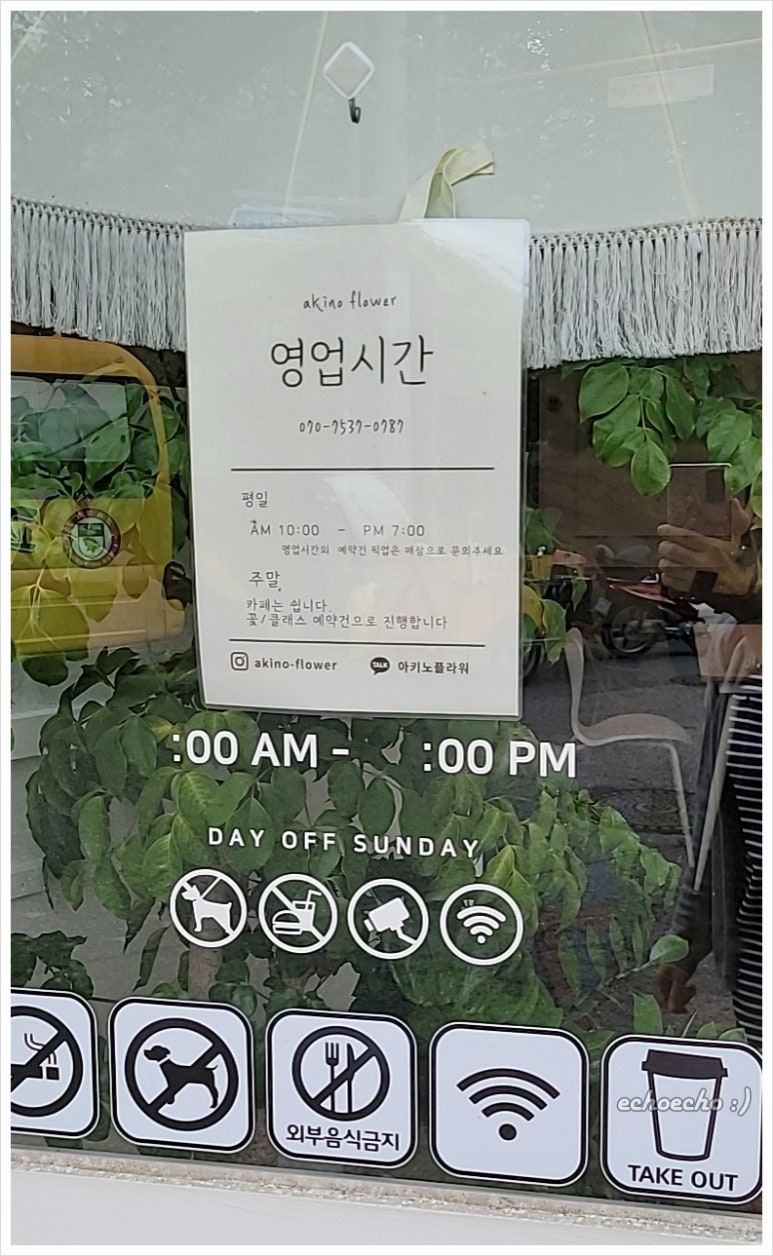 akino flower
영업시간
070-7537-0787
평일
AM 10:00 - PM 7:00
영업시간외 예약건 픽업은 매장으로 문의주세요
주말
카페는 쉽니다.
꽃/클래스 예약건으로 진행합니다
akino-flower
TALK 아키노플라워
:00 AM - :00 PM
DAY OFF SUNDAY
외부음식금지
echoecho :)
TAKE OUT